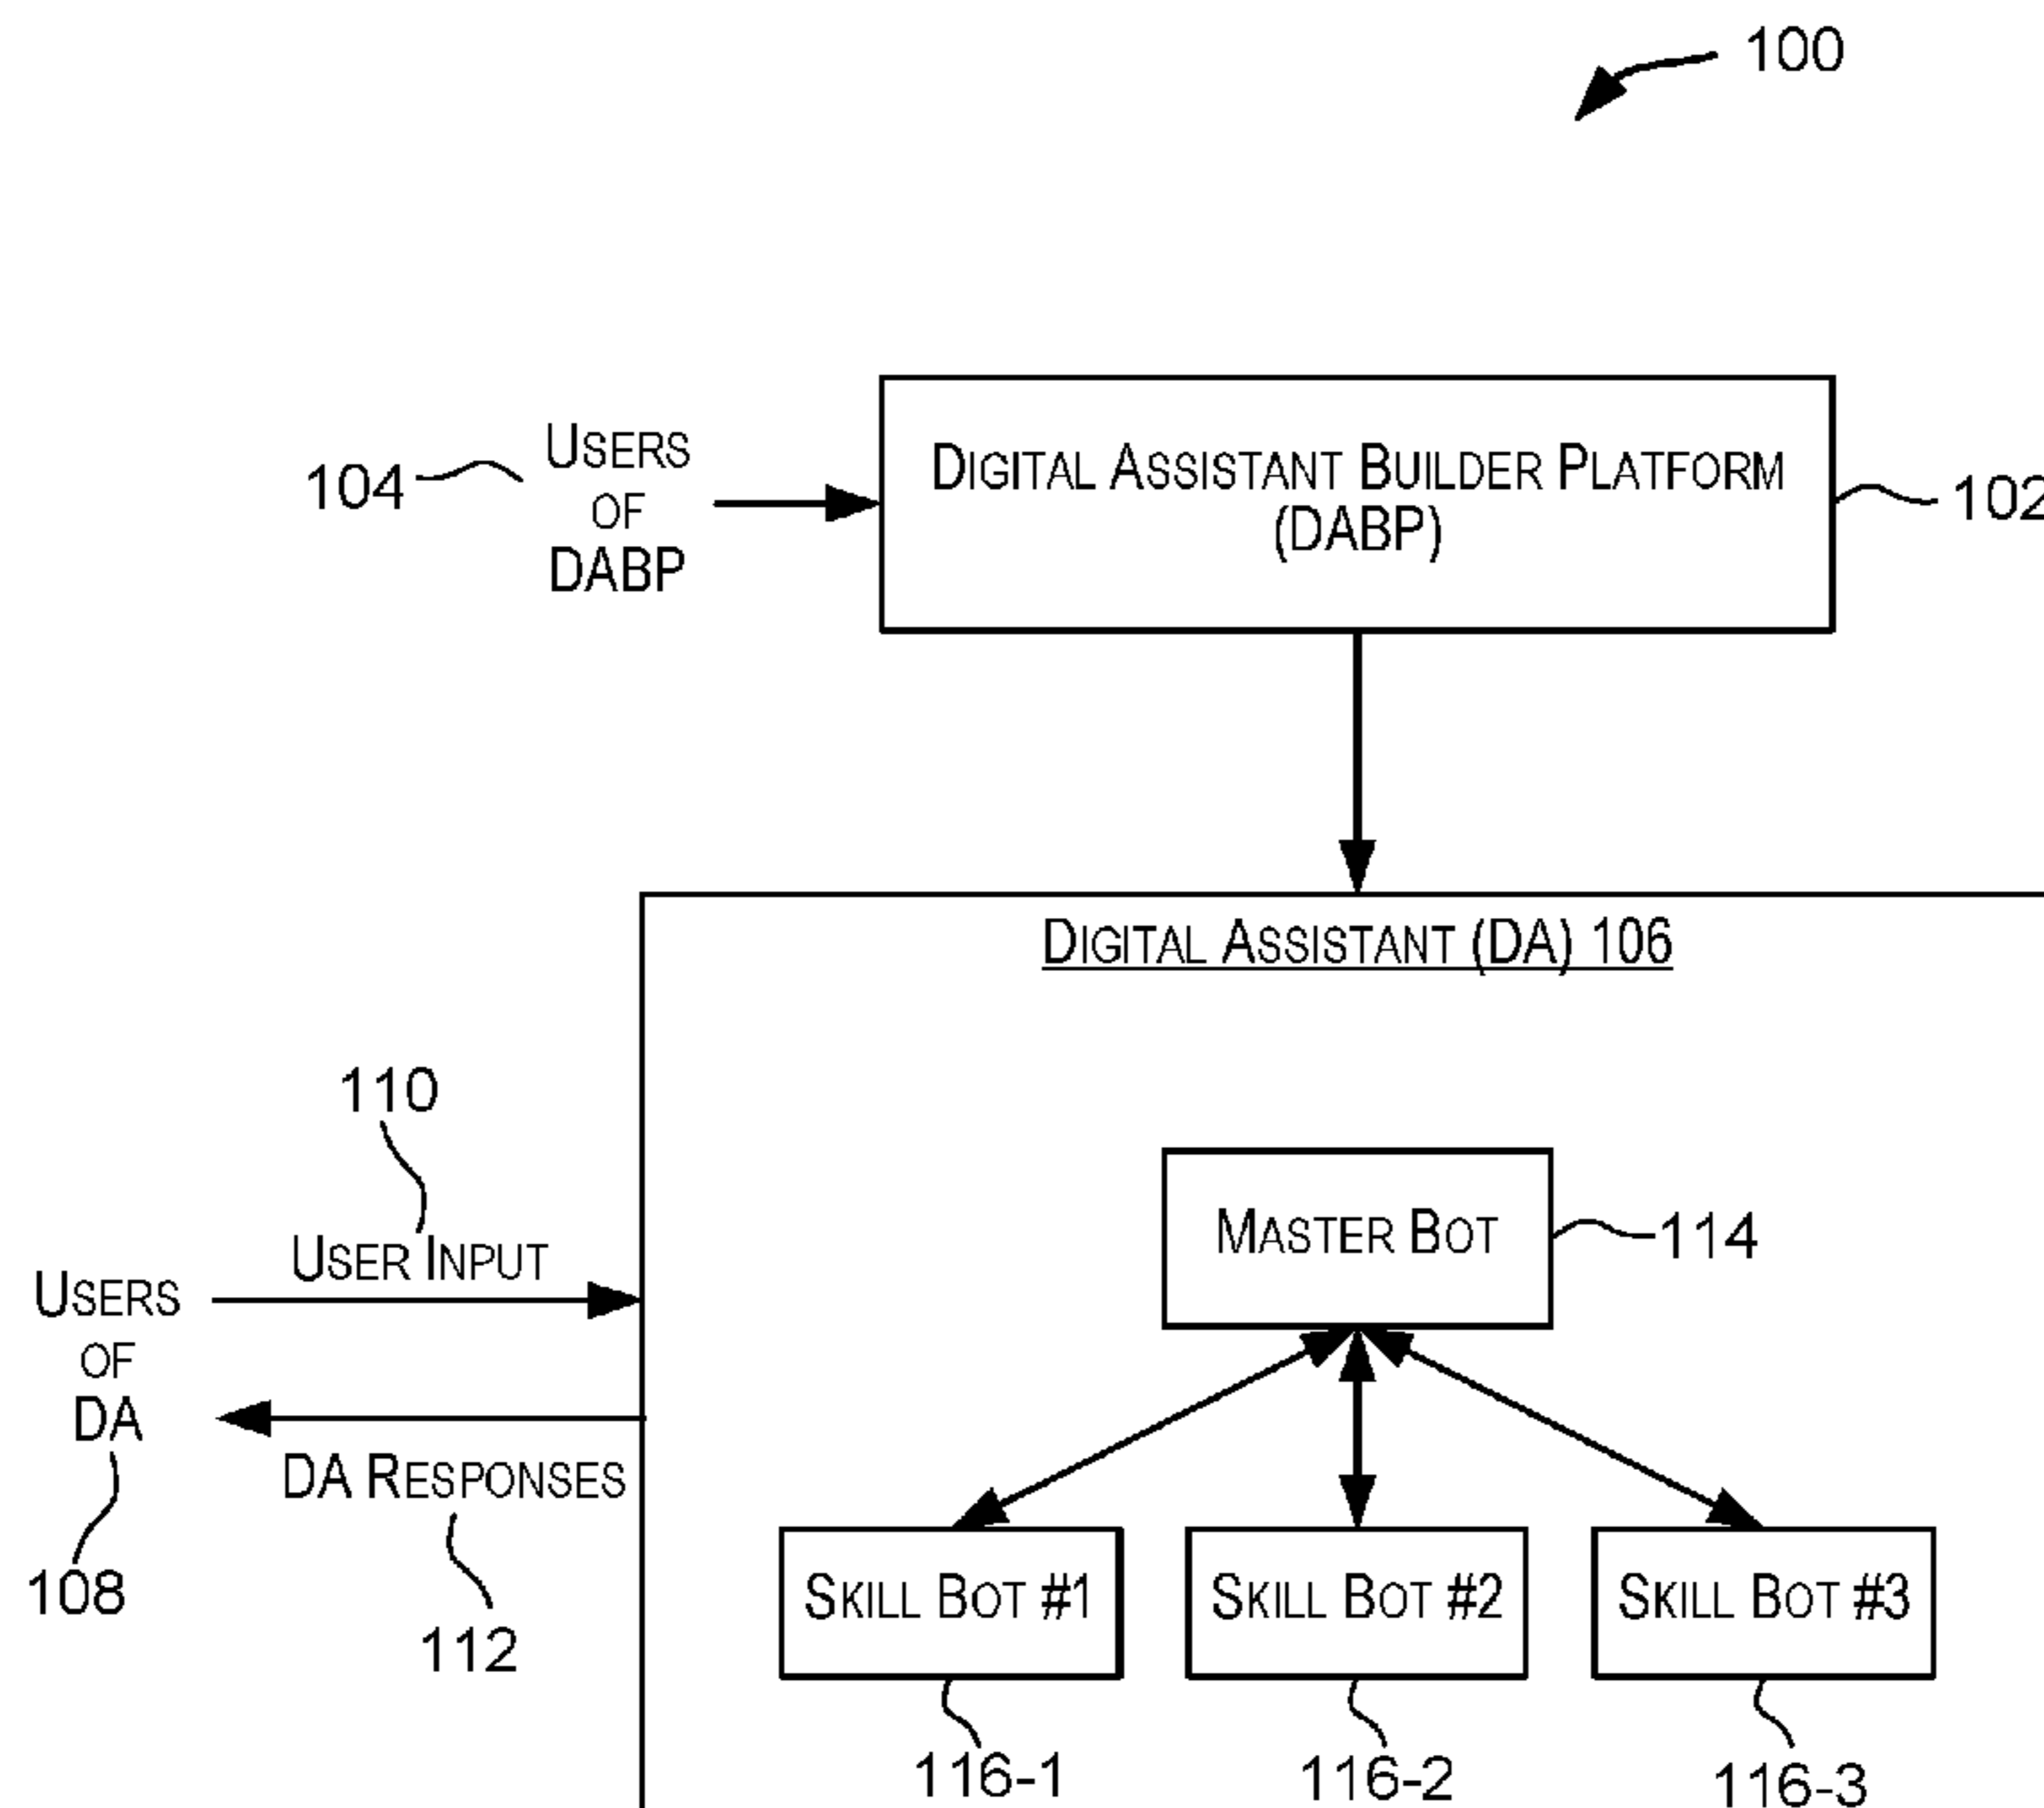 100
Users
of
DABP
104
Digital Assistant Builder Platform
(DABP)
102
Digital Assistant (DA) 106
110
User Input
Users
of
DA
108
DA Responses
112
Master Bot
114
Skill Bot #1
Skill Bot #2
Skill Bot #3
116-1
116-2
116-3